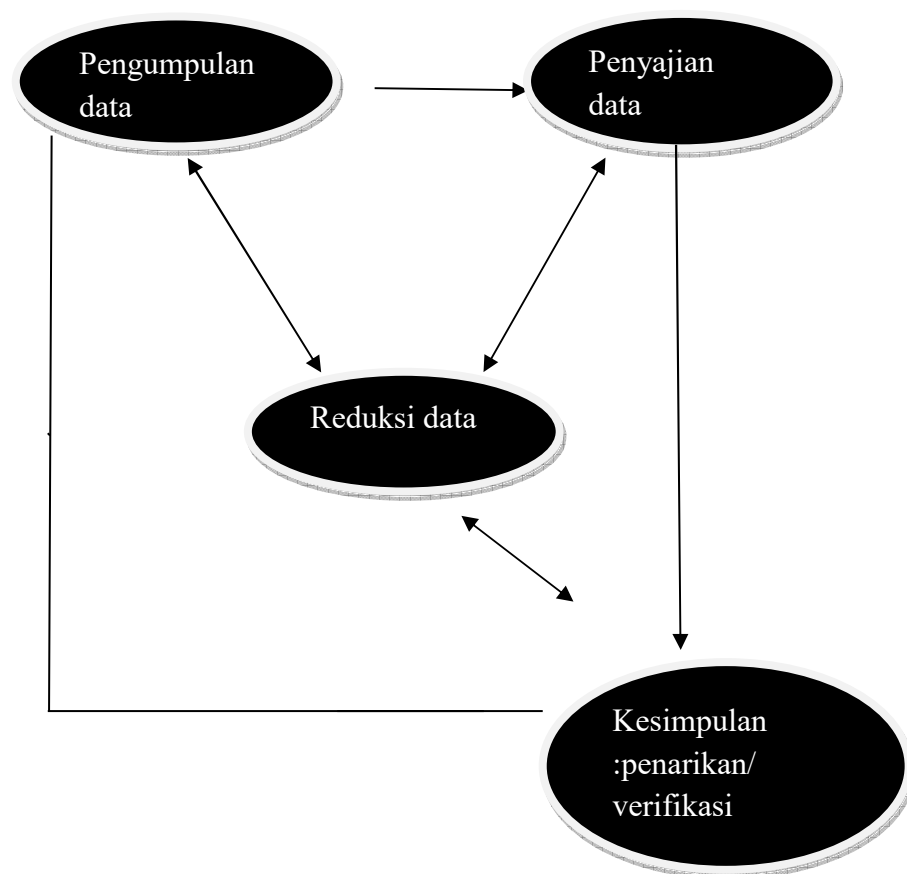 Pengumpulan
data
Penyajian
data
Reduksi data
Kesimpulan
:penarikan/
verifikasi